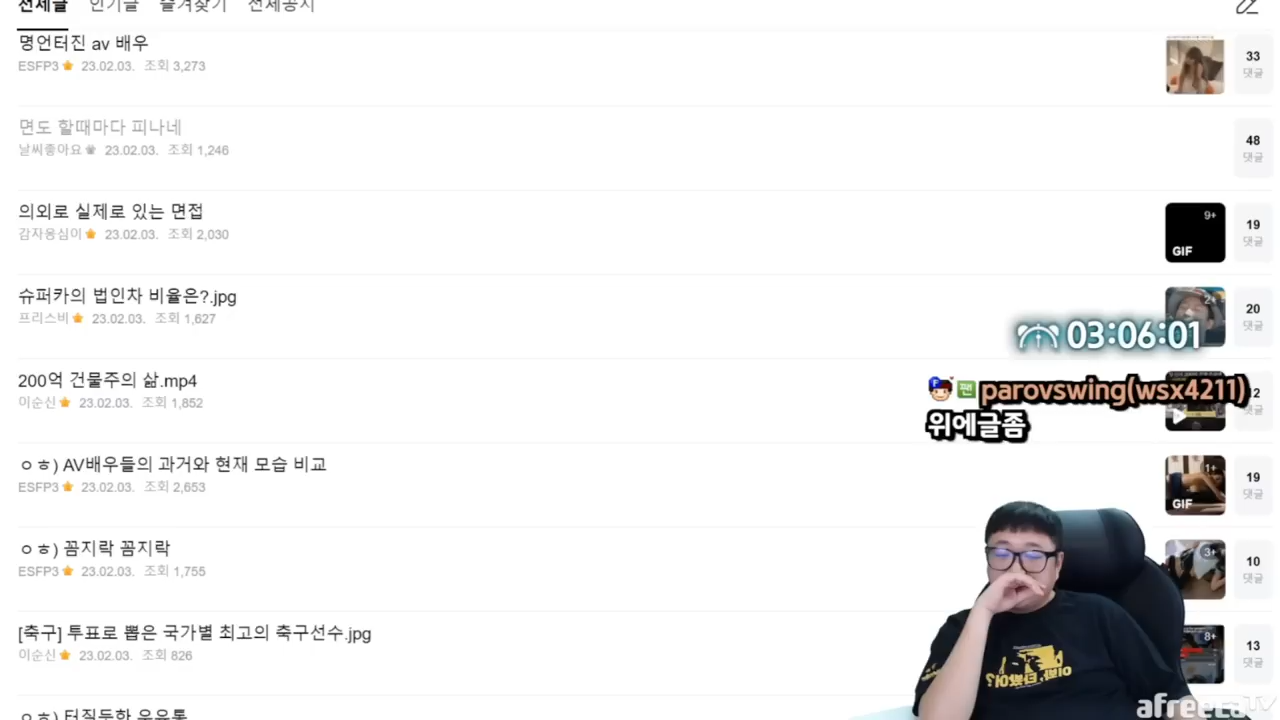 전체글 인기글 즐겨찾기 전체공지
명언터진 av 배우
ESFP3 23.02.03. 조회 3,273
33
댓글
면도 할때마다 피나네
날씨좋아요 23.02.03. 조회 1,246
48
댓글
의외로 실제로 있는 면접
감자옹심이 23.02.03. 조회 2,030
9+
GIF
19
댓글
슈퍼카의 법인차 비율은?.jpg
프리스비 23.02.03. 조회 1,627
2+
20
댓글
03:06:01
200억 건물주의 삶.mp4
이순신 23.02.03. 조회 1,852
댓글
parovswing(wsx4211)
위에글좀
ㅇㅎ) AV배우들의 과거와 현재 모습 비교
ESFP3 23.02.03. 조회 2,653
1+
GIF
19
댓글
ㅇㅎ) 꼼지락 꼼지락
ESFP3 23.02.03. 조회 1,755
3+
10
댓글
[축구] 투표로 뽑은 국가별 최고의 축구선수.jpg
이순신 23.02.03. 조회 826
8+
13
댓글
afreecaTV